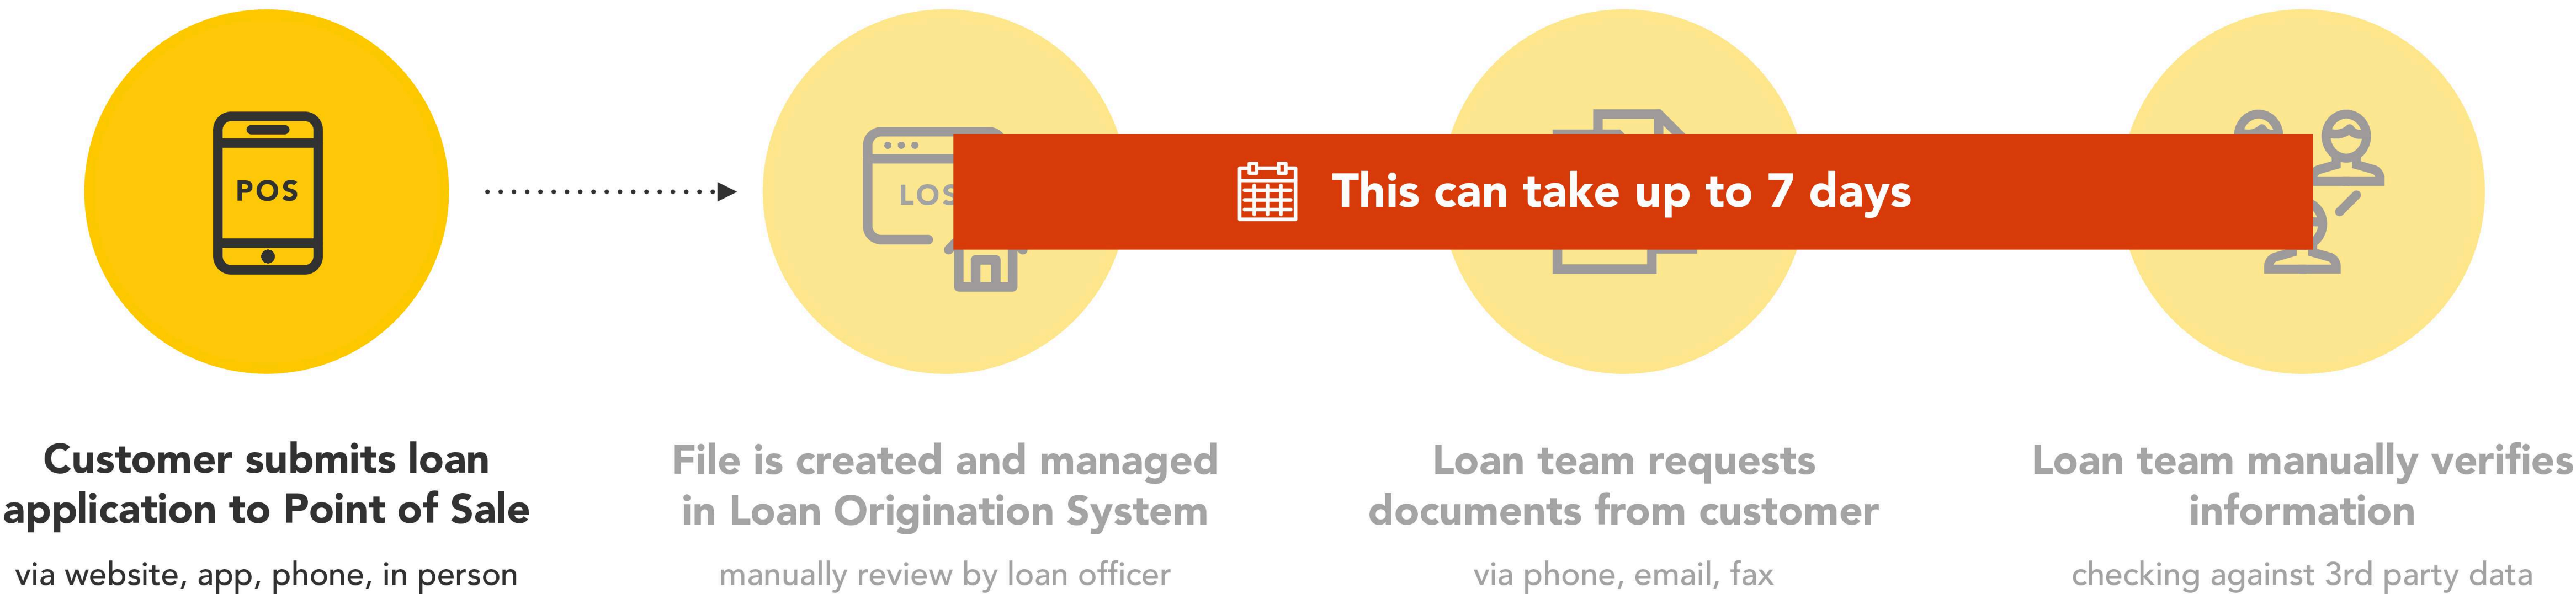 POS
LOS
This can take up to 7 days
Customer submits loan
application to Point of Sale
via website, app, phone, in person
File is created and managed
in Loan Origination System
manually review by loan officer
Loan team requests
documents from customer
via phone, email, fax
Loan team manually verifies
information
checking against 3rd party data